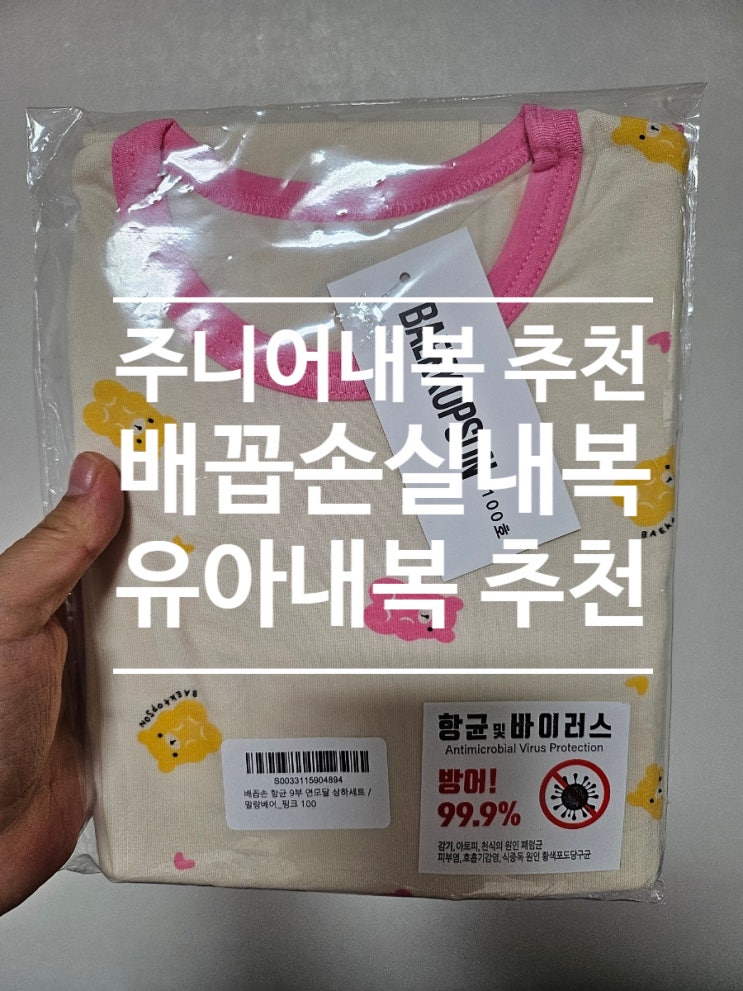 주니어내복 추천
배꼽손실내복
유아내복 추천
BAEKKOPSON
100호
BAEKKOPSON
S0033115904894
배꼽손 항균 9부 연모달 상하세트 /
말랑베어_핑크 100
항균 및 바이러스
Antimicrobial Virus Protection
방어!
99.9%
감기, 아토피, 천식의 원인 폐렴균
피부염, 호흡기감염, 식중독 원인 황색포도당구균